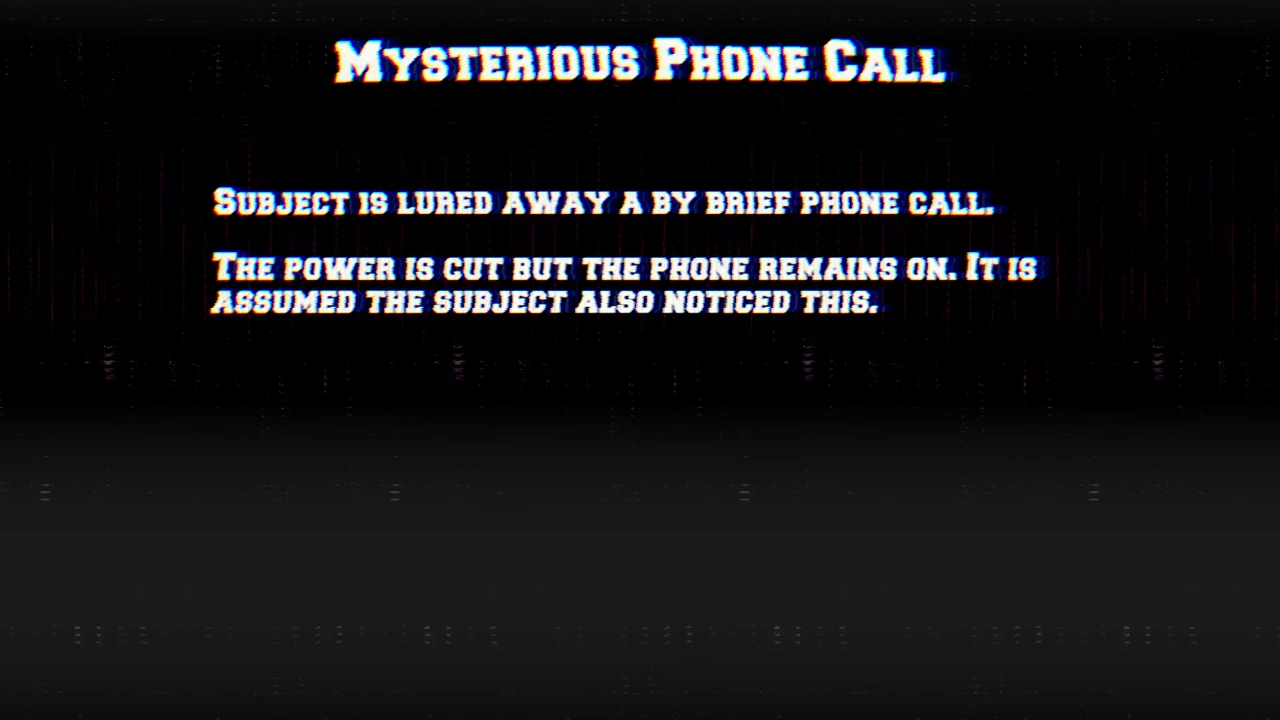 Mysterious Phone Call
Subject is lured away a by brief phone call.
The power is cut but the phone remains on. It is
assumed the subject also noticed this.